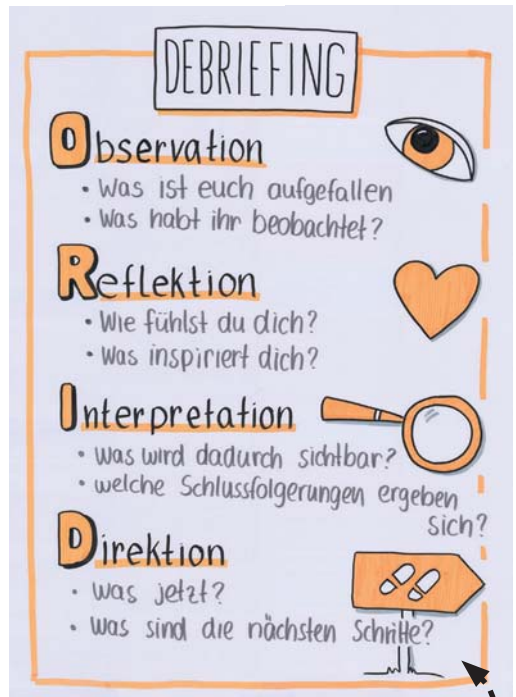 DEBRIEFING
Observation
• Was ist euch aufgefallen
• Was habt ihr beobachtet?
Reflektion
• Wie fühlst du dich?
• Was inspiriert dich?
Interpretation
• Was wird dadurch sichtbar?
• welche Schlussfolgerungen ergeben
sich?
Direktion
• Was jetzt?
• Was sind die nächsten Schritte?